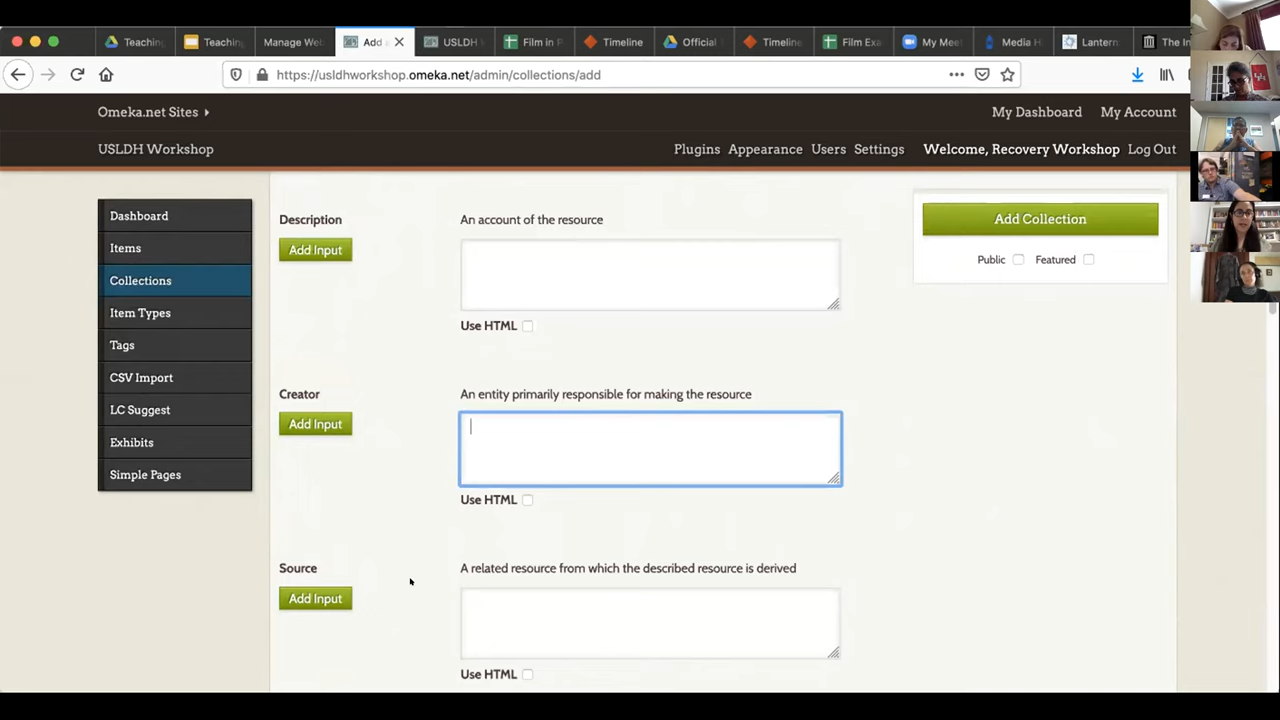 Teaching
Teaching
Manage Web
Add
USLDH
Film in P
Timeline
Official
Timelin
Film Exa
My Mee
Media H
Lantern
The In
https://usldhworkshop.omeka.net/admin/collections/add
Omeka.net Sites
My Dashboard
My Account
USLDH Workshop
Plugins
Appearance
Users
Settings
Welcome, Recovery Workshop
Log Out
Dashboard
Items
Collections
Item Types
Tags
CSV Import
LC Suggest
Exhibits
Simple Pages
Description
An account of the resource
Add Input
Use HTML
Creator
An entity primarily responsible for making the resource
Add Input
Use HTML
Source
A related resource from which the described resource is derived
Add Input
Use HTML
Add Collection
Public
Featured